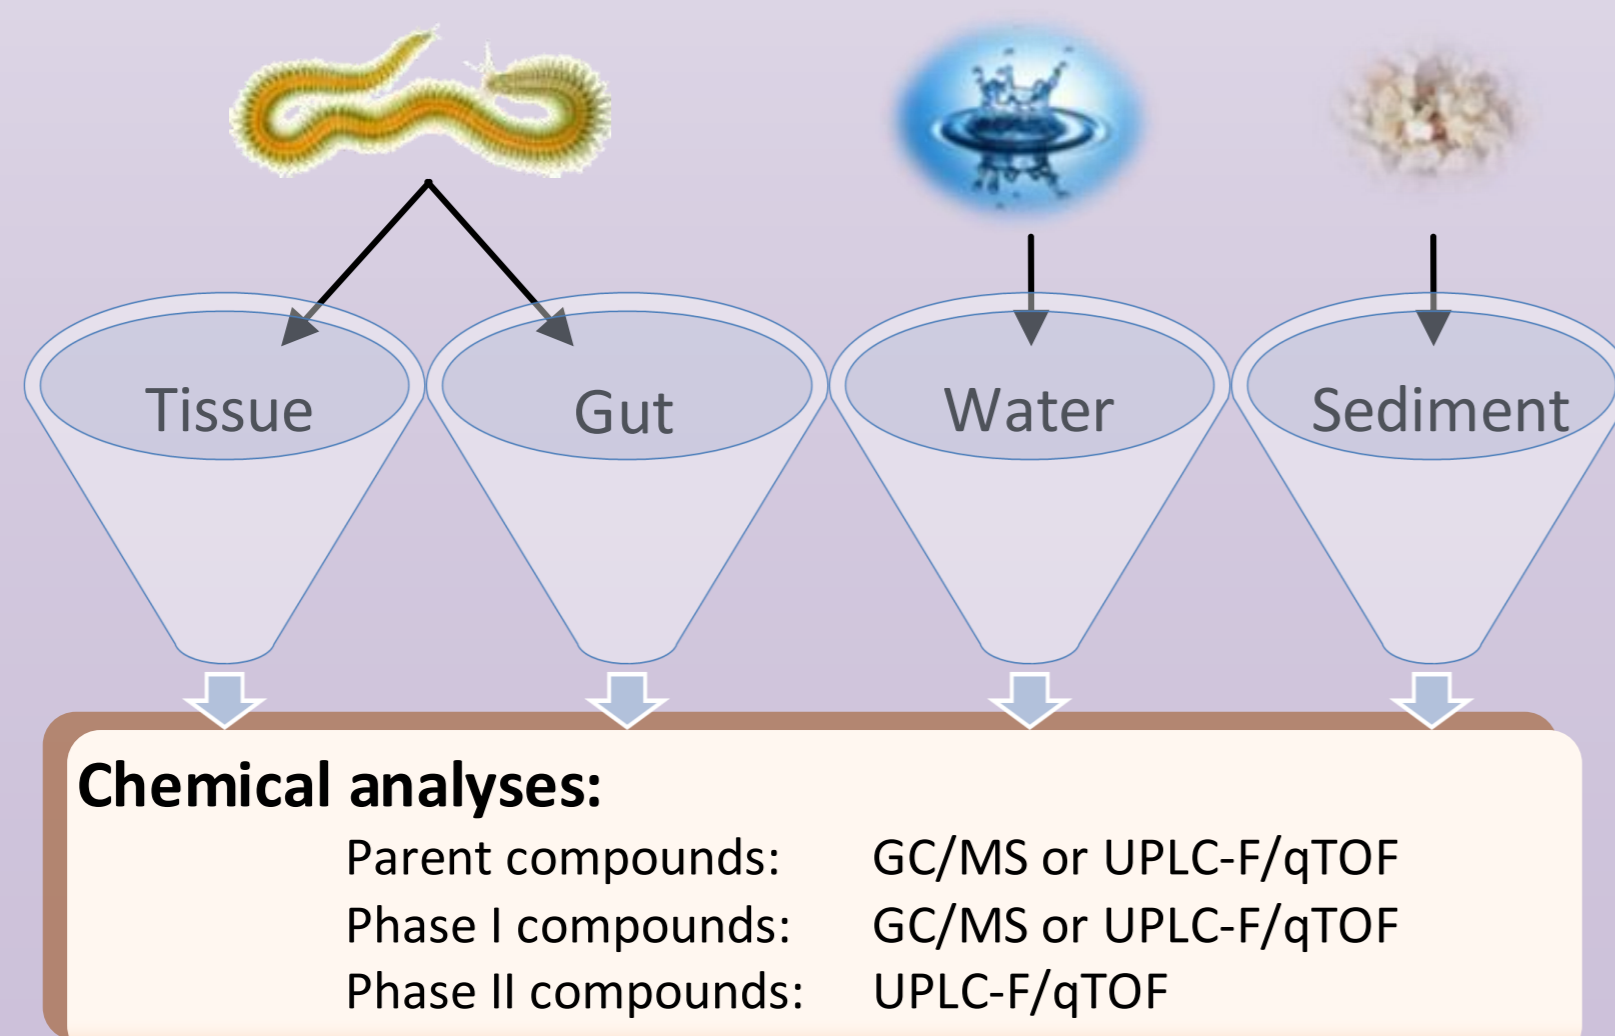 Tissue Gut Water Sediment
Chemical analyses:
Parent compounds: GC/MS or UPLC-F/qTOF
Phase I compounds: GC/MS or UPLC-F/qTOF
Phase II compounds: UPLC-F/qTOF